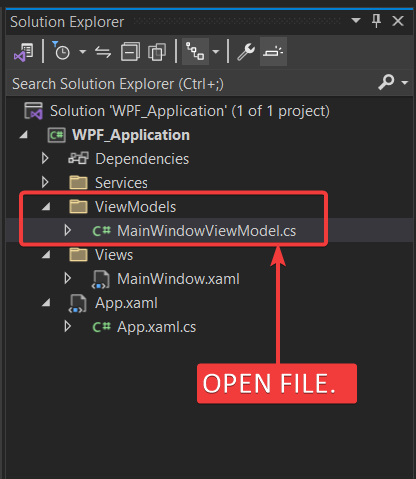 Solution Explorer
Search Solution Explorer (Ctrl+;)
Solution 'WPF_Application' (1 of 1 project)
C# WPF_Application
Dependencies
Services
ViewModels
C# MainWindowViewModel.cs
Views
MainWindow.xaml
App.xaml
C# App.xaml.cs
OPEN FILE.